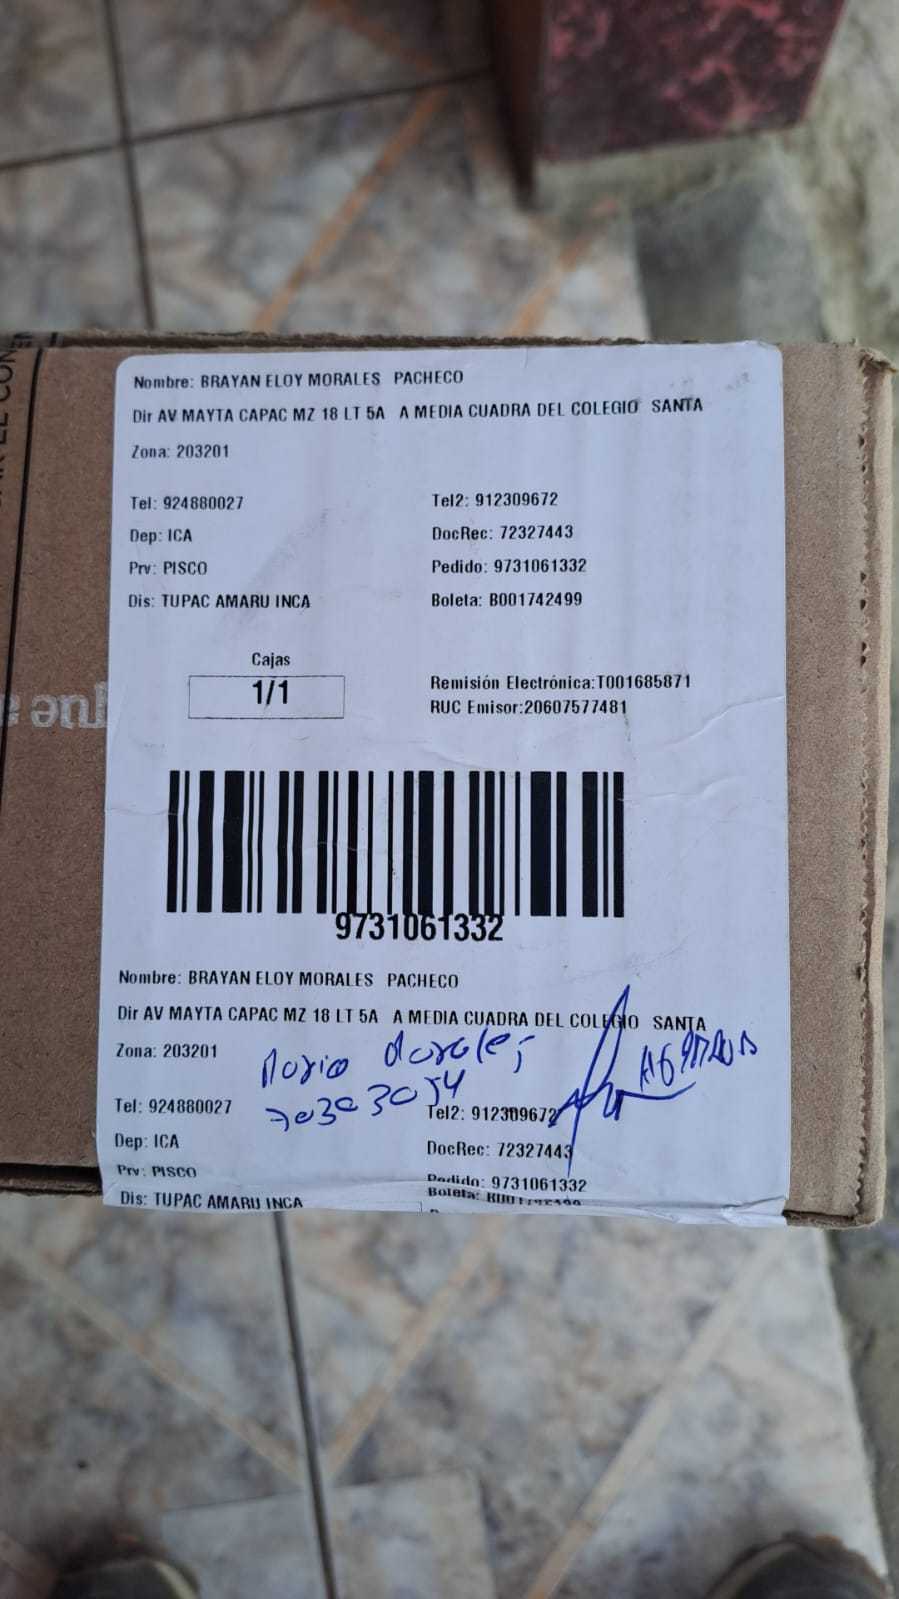 Nombre: BRAYAN ELOY MORALES PACHECO
Dir AV MAYTA CAPAC MZ 18 LT 5A A MEDIA CUADRA DEL COLEGIO SANTA
Zona: 203201
Tel: 924880027 Tel2: 912309672
Dep: ICA DocRec: 72327443
Prv: PISCO Pedido: 9731061332
Dis: TUPAC AMARU INCA Boleta: B001742499
Cajas
1/1
Remisión Electrónica:T001685871
RUC Emisor:20607577481
9731061332
Nombre: BRAYAN ELOY MORALES PACHECO
Dir AV MAYTA CAPAC MZ 18 LT 5A A MEDIA CUADRA DEL COLEGIO SANTA
Zona: 203201
Tel: 924880027 Tel2: 912309672
Dep: ICA DocRec: 72327443
Prv: PISCO Pedido: 9731061332
Dis: TUPAC AMARU INCA Boleta: B001742499